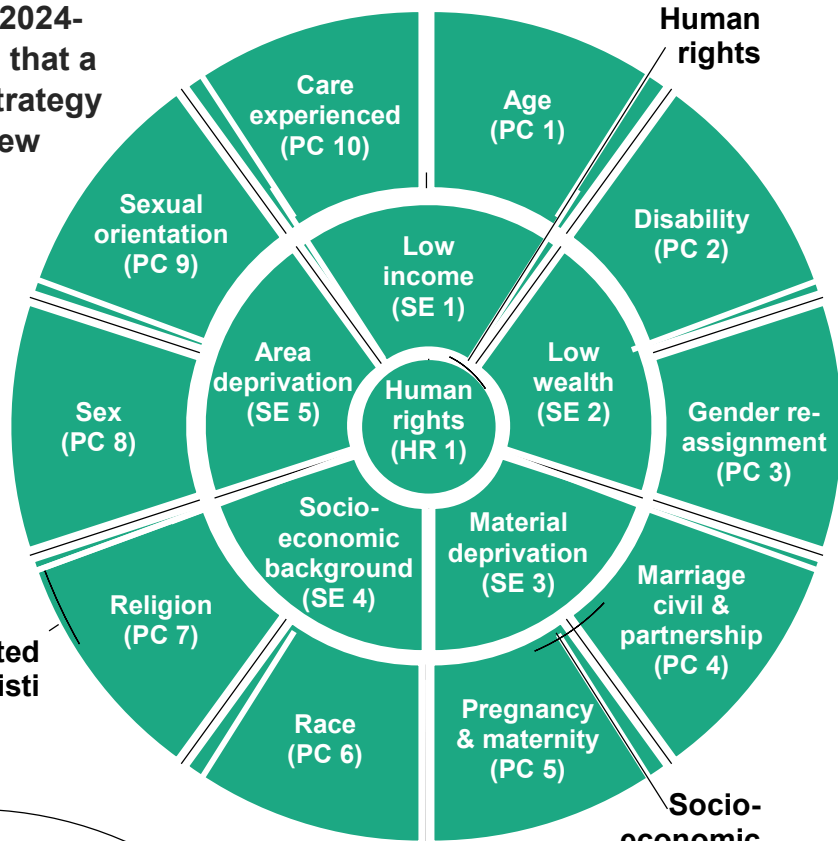 2024-
that a
trategy
ew
Human
rights
Care
experienced
(PC 10)
Age
(PC 1)
Sexual
orientation
(PC 9)
Disability
(PC 2)
Low
income
(SE 1)
Area
deprivation
(SE 5)
Low
wealth
(SE 2)
Human
rights
(HR 1)
Sex
(PC 8)
Gender re-
assignment
(PC 3)
Socio-
economic
background
(SE 4)
Material
deprivation
(SE 3)
Religion
(PC 7)
Marriage
civil &
partnership
(PC 4)
ted
isti
Race
(PC 6)
Pregnancy
& maternity
(PC 5)
Socio-
economic